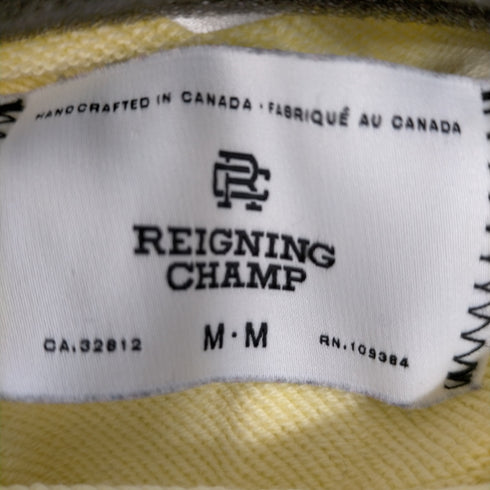 HANDCRAFTED IN CANADA · FABRIQUÉ AU CANADA
RC
REIGNING
CHAMP
CA.32812 M·M RN.109384